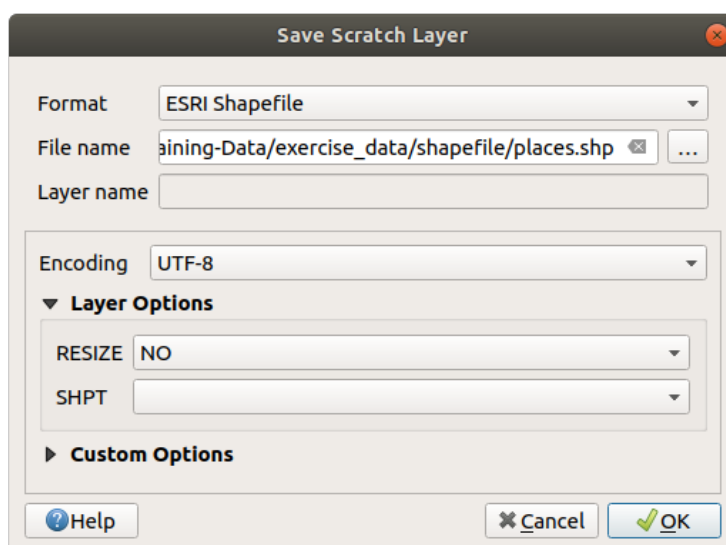 Save Scratch Layer
Format ESRI Shapefile
File name aining-Data/exercise_data/shapefile/places.shp ...
Layer name
Encoding UTF-8
Layer Options
RESIZE NO
SHPT
Custom Options
Help Cancel OK